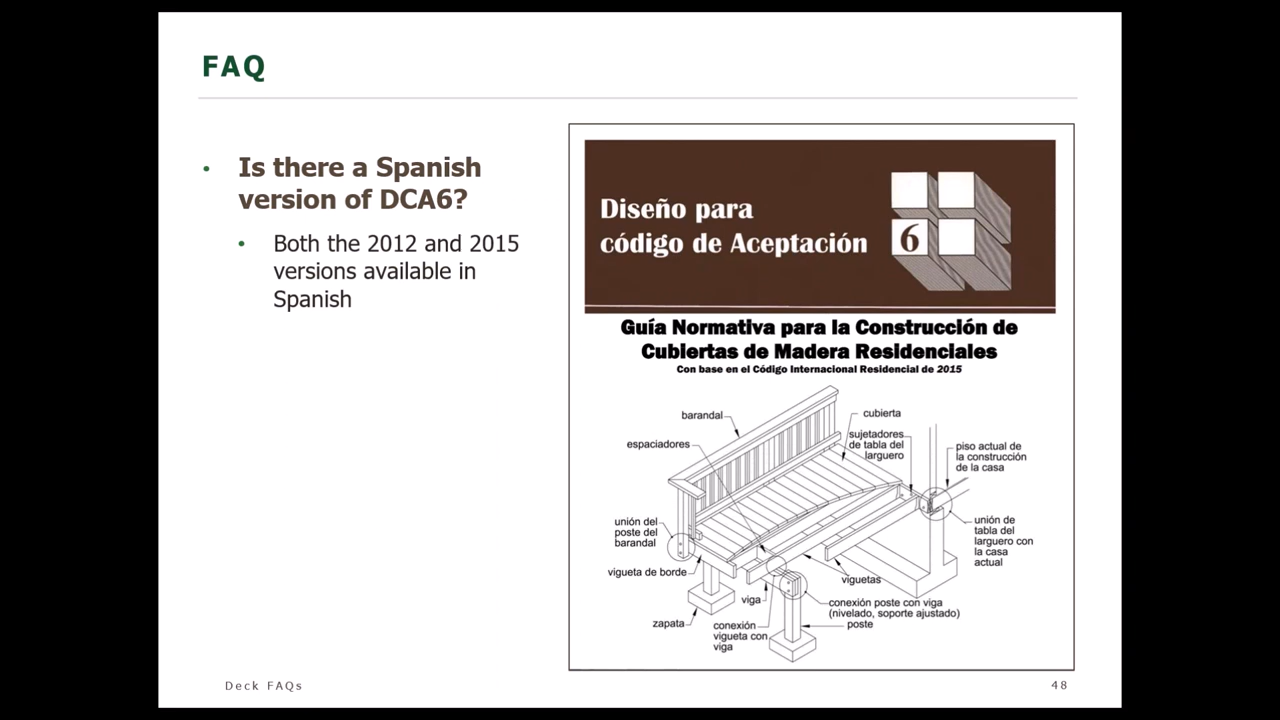 FAQ
• Is there a Spanish
version of DCA6?
• Both the 2012 and 2015
versions available in
Spanish
Diseño para
código de Aceptación
6
Guía Normativa para la Construcción de
Cubiertas de Madera Residenciales
Con base en el Código Internacional Residencial de 2015
barandal
cubierta
espaciadores
sujetadores
de tabla del
larguero
piso actual de
la construcción
de la casa
unión del
poste del
barandal
unión de
tabla del
larguero con
la casa
actual
vigueta de borde
viguetas
viga
conexión poste con viga
(nivelado, soporte ajustado)
zapata
conexión
vigueta con
viga
poste
Deck FAQs
48